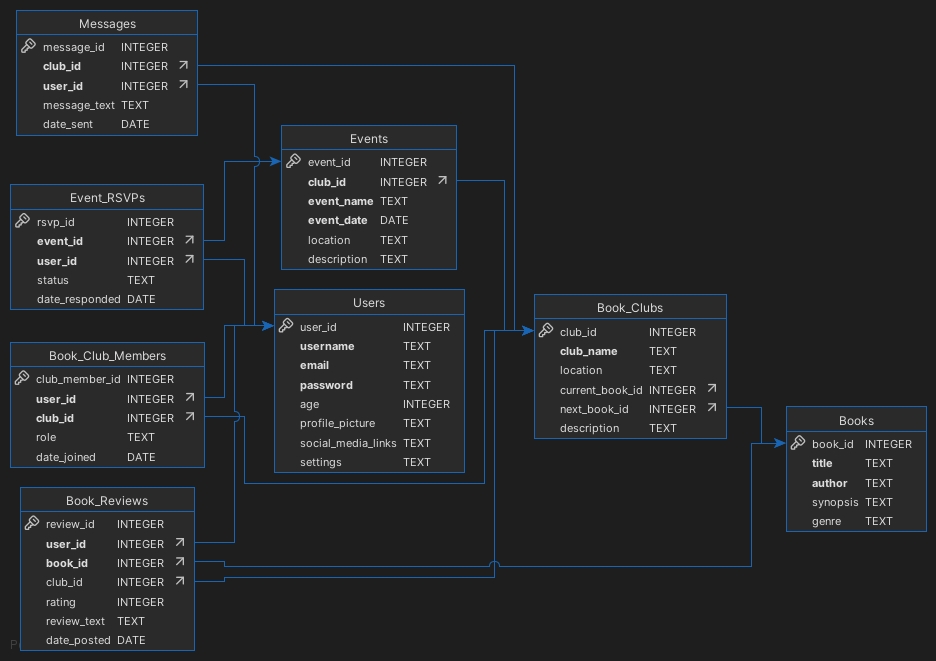 Messages
message_id INTEGER
club_id INTEGER
user_id INTEGER
message_text TEXT
date_sent DATE
Events
event_id INTEGER
club_id INTEGER
event_name TEXT
event_date DATE
location TEXT
description TEXT
Event_RSVPs
rsvp_id INTEGER
event_id INTEGER
user_id INTEGER
status TEXT
date_responded DATE
Users
user_id INTEGER
username TEXT
email TEXT
password TEXT
age INTEGER
profile_picture TEXT
social_media_links TEXT
settings TEXT
Book_Clubs
club_id INTEGER
club_name TEXT
location TEXT
current_book_id INTEGER
next_book_id INTEGER
description TEXT
Book_Club_Members
club_member_id INTEGER
user_id INTEGER
club_id INTEGER
role TEXT
date_joined DATE
Books
book_id INTEGER
title TEXT
author TEXT
synopsis TEXT
genre TEXT
Book_Reviews
review_id INTEGER
user_id INTEGER
book_id INTEGER
club_id INTEGER
rating INTEGER
review_text TEXT
date_posted DATE